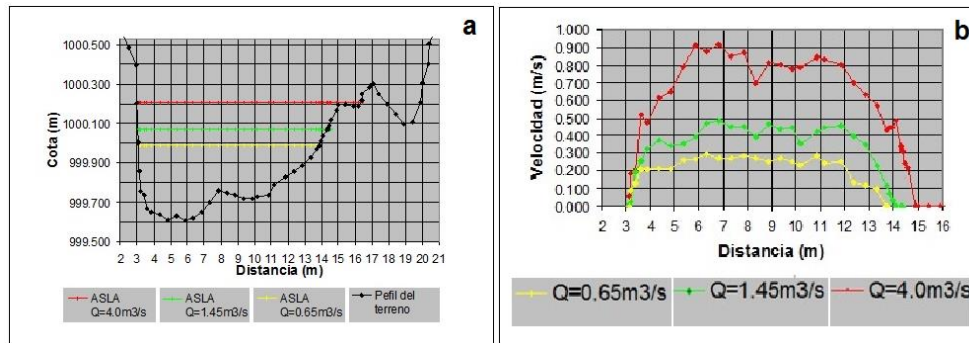 a
1000.500
1000.300
1000.100
999.900
999.700
999.500
Cota (m)
2 3 4 5 6 7 8 9 10 11 12 13 14 15 16 17 18 19 20 21
Distancia (m)
ASLA
Q=4.0m3/s
ASLA
Q=1.45m3/s
ASLA
Q=0.65m3/s
Pefil del
terreno
b
1.000
0.900
0.800
0.700
0.600
0.500
0.400
0.300
0.200
0.100
0.000
Velocidad (m/s)
2 3 4 5 6 7 8 9 10 11 12 13 14 15 16
Distancia (m)
Q=0.65m3/s
Q=1.45m3/s
Q=4.0m3/s